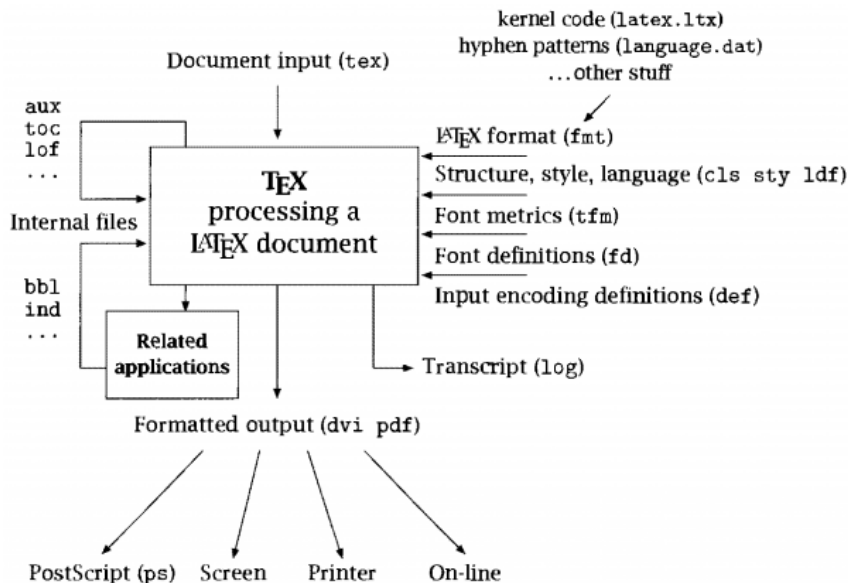 kernel code (latex.ltx)
hyphen patterns (language.dat)
...other stuff
Document input (tex)
aux
toc
lof
...
LATEX format (fmt)
TEX
processing a
LATEX document
Structure, style, language (cls sty ldf)
Font metrics (tfm)
Internal files
Font definitions (fd)
bbl
ind
...
Input encoding definitions (def)
Related
applications
Transcript (log)
Formatted output (dvi pdf)
PostScript (ps) Screen Printer On-line